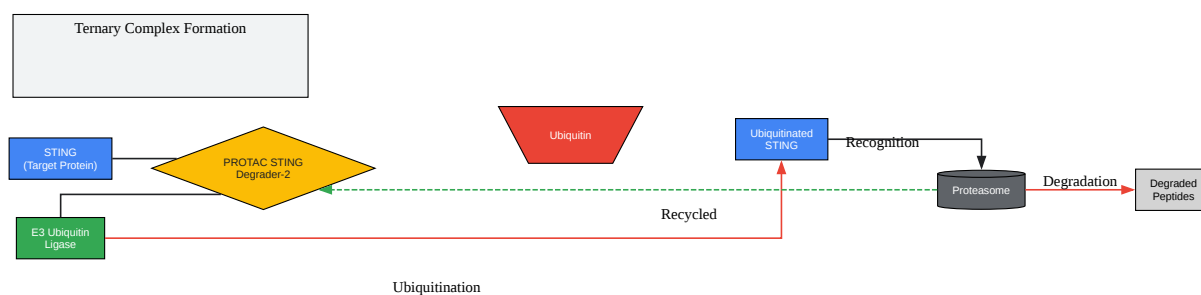 Ternary Complex Formation
STING
(Target Protein)
PROTAC STING
Degrader-2
E3 Ubiquitin
Ligase
Ubiquitin
Ubiquitinated
STING
Recognition
Proteasome
Degradation
Degraded
Peptides
Recycled
Ubiquitination